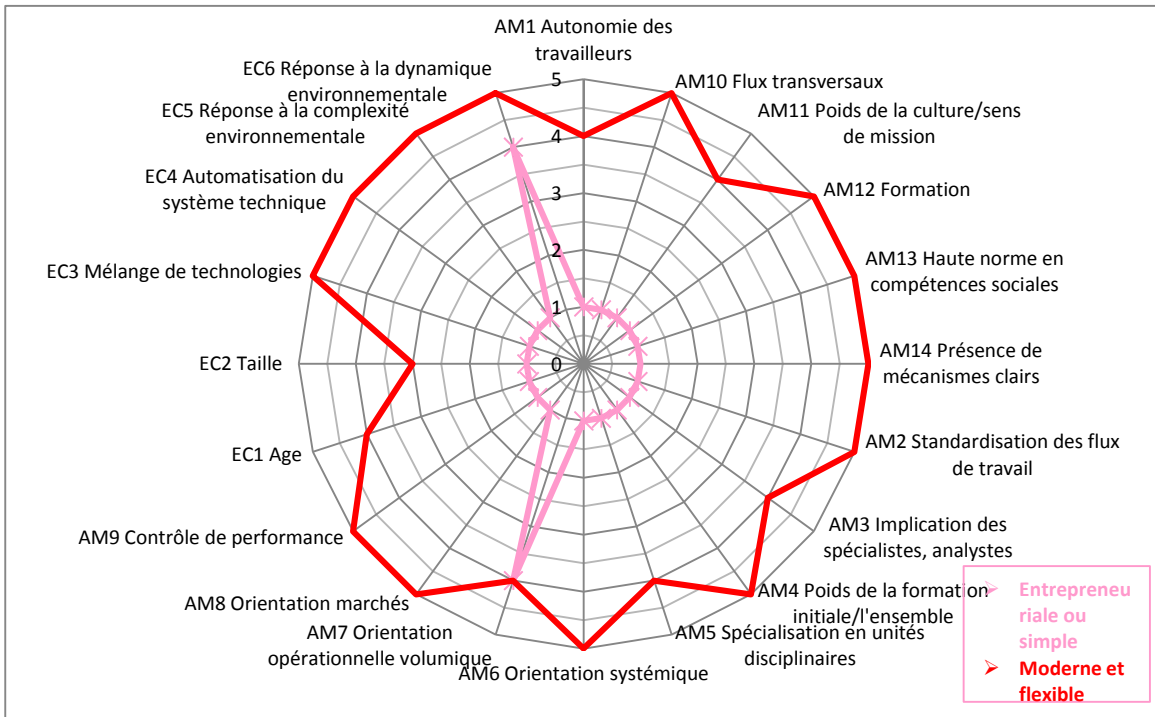 AM1 Autonomie des
travailleurs
AM10 Flux transversaux
AM11 Poids de la culture/sens
de mission
AM12 Formation
AM13 Haute norme en
compétences sociales
AM14 Présence de
mécanismes clairs
AM2 Standardisation des flux
de travail
AM3 Implication des
spécialistes, analystes
AM4 Poids de la formation
initiale/l'ensemble
AM5 Spécialisation en unités
disciplinaires
AM6 Orientation systémique
AM7 Orientation
opérationnelle volumique
AM8 Orientation marchés
AM9 Contrôle de performance
EC1 Age
EC2 Taille
EC3 Mélange de technologies
EC4 Automatisation du
système technique
EC5 Réponse à la complexité
environnementale
EC6 Réponse à la dynamique
environnementale
5
4
3
2
1
0
Entrepreneu
riale ou
simple
Moderne et
flexible